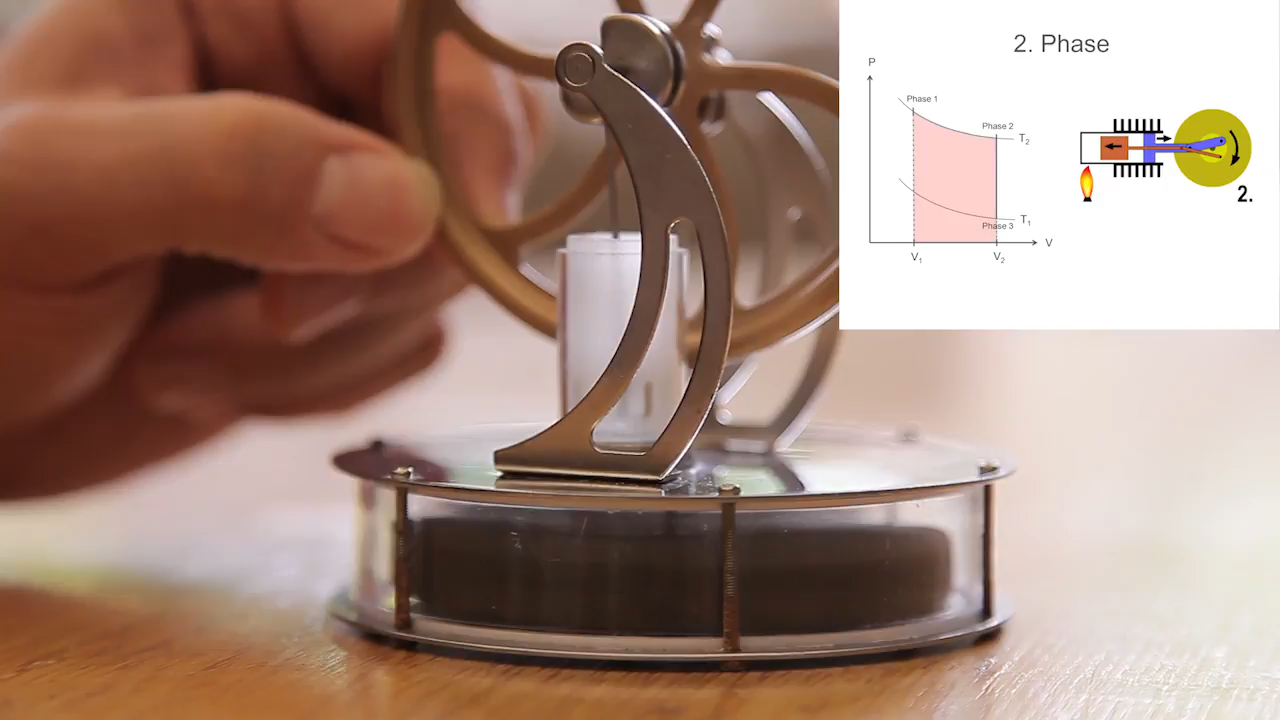 2. Phase
P
Phase 1
Phase 2
T₂
T₁
Phase 3
V
V₁
V₂
2.